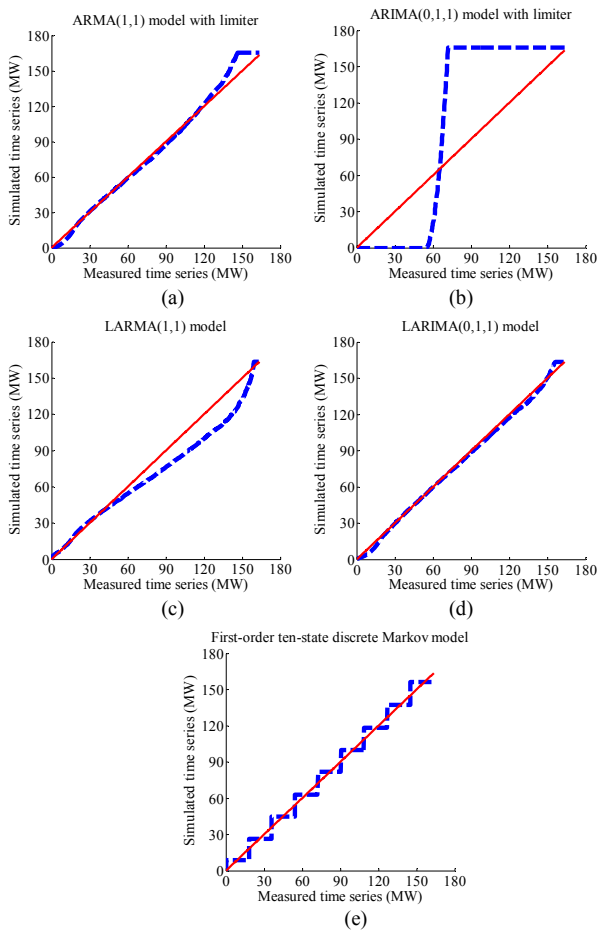 ARMA(1,1) model with limiter
180
150
120
90
60
30
0
Simulated time series (MW)
0 30 60 90 120 150 180
Measured time series (MW)
(a)
ARIMA(0,1,1) model with limiter
180
150
120
90
60
30
0
Simulated time series (MW)
0 30 60 90 120 150 180
Measured time series (MW)
(b)
LARMA(1,1) model
180
150
120
90
60
30
0
Simulated time series (MW)
0 30 60 90 120 150 180
Measured time series (MW)
(c)
LARIMA(0,1,1) model
180
150
120
90
60
30
0
Simulated time series (MW)
0 30 60 90 120 150 180
Measured time series (MW)
(d)
First-order ten-state discrete Markov model
180
150
120
90
60
30
0
Simulated time series (MW)
0 30 60 90 120 150 180
Measured time series (MW)
(e)